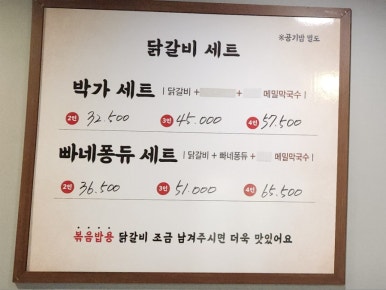 ※공기밥 별도
닭갈비 세트
박가 세트 | 닭갈비 + + 메밀막국수 |
2인 32.500 3인 45.000 4인 57.500
빠네퐁듀 세트 | 닭갈비 + 빠네퐁듀 + 메밀막국수 |
2인 36.500 3인 51.000 4인 65.500
볶음밥용 닭갈비 조금 남겨주시면 더욱 맛있어요